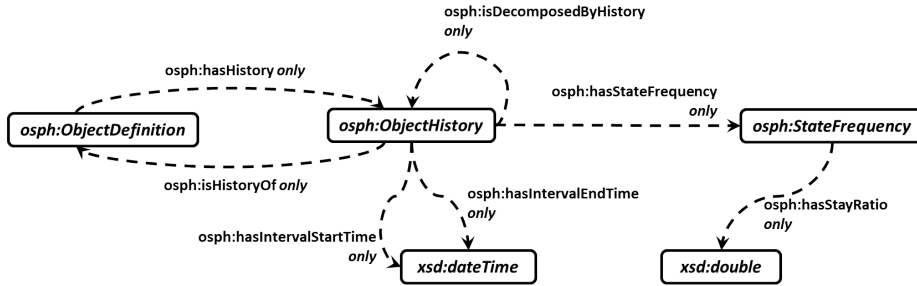 osph:isDecomposedByHistory
only
osph:hasHistory only
osph:hasStateFrequency
only
osph:ObjectDefinition
osph:ObjectHistory
osph:StateFrequency
osph:isHistoryOf only
osph:hasIntervalEndTime
only
osph:hasStayRatio
only
osph:hasIntervalStartTime
only
xsd:dateTime
xsd:double